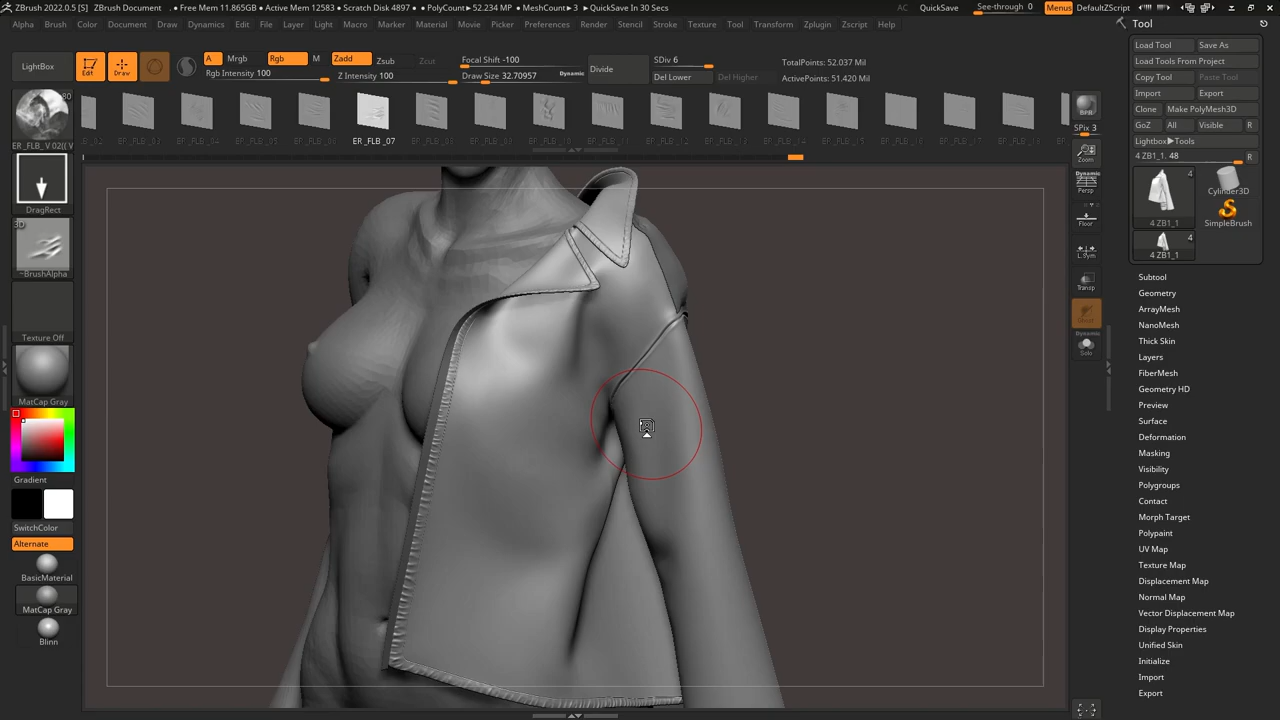 ZBrush 2022.0.5 [S]
ZBrush Document
● Free Mem 11.865GB ● Active Mem 12583 ● Scratch Disk 4897 ● PolyCount► 52.234 MP ● MeshCount► 3 ► QuickSave In 30 Secs
AC
QuickSave
See-through 0
Menus
DefaultZScript
Alpha
Brush
Color
Document
Draw
Dynamics
Edit
File
Layer
Light
Macro
Marker
Material
Movie
Picker
Preferences
Render
Stencil
Stroke
Texture
Tool
Transform
Zplugin
Zscript
Help
LightBox
Edit
Draw
A
Mrgb
Rgb
M
Rgb Intensity 100
Zadd
Zsub
Zcut
Z Intensity 100
Focal Shift -100
Draw Size 32.70957
Dynamic
Divide
SDiv 6
Del Lower
Del Higher
TotalPoints: 52.037 Mil
ActivePoints: 51.420 Mil
ER_FLB_07
80
ER_FLB_V 02(( V
DragRect
3D
~BrushAlpha
Texture Off
MatCap Gray
Gradient
SwitchColor
Alternate
BasicMaterial
MatCap Gray
Blinn
BPR
SPix 3
Zoom
Dynamic
Persp
Floor
L.Sym
Transp
Ghost
Dynamic
Solo
Tool
Load Tool
Save As
Load Tools From Project
Copy Tool
Paste Tool
Import
Export
Clone
Make PolyMesh3D
GoZ
All
Visible
R
Lightbox►Tools
4 ZB1_1. 48
R
4
4 ZB1_1
Cylinder3D
SimpleBrush
4
4 ZB1_1
Subtool
Geometry
ArrayMesh
NanoMesh
Thick Skin
Layers
FiberMesh
Geometry HD
Preview
Surface
Deformation
Masking
Visibility
Polygroups
Contact
Morph Target
Polypaint
UV Map
Texture Map
Displacement Map
Normal Map
Vector Displacement Map
Display Properties
Unified Skin
Initialize
Import
Export